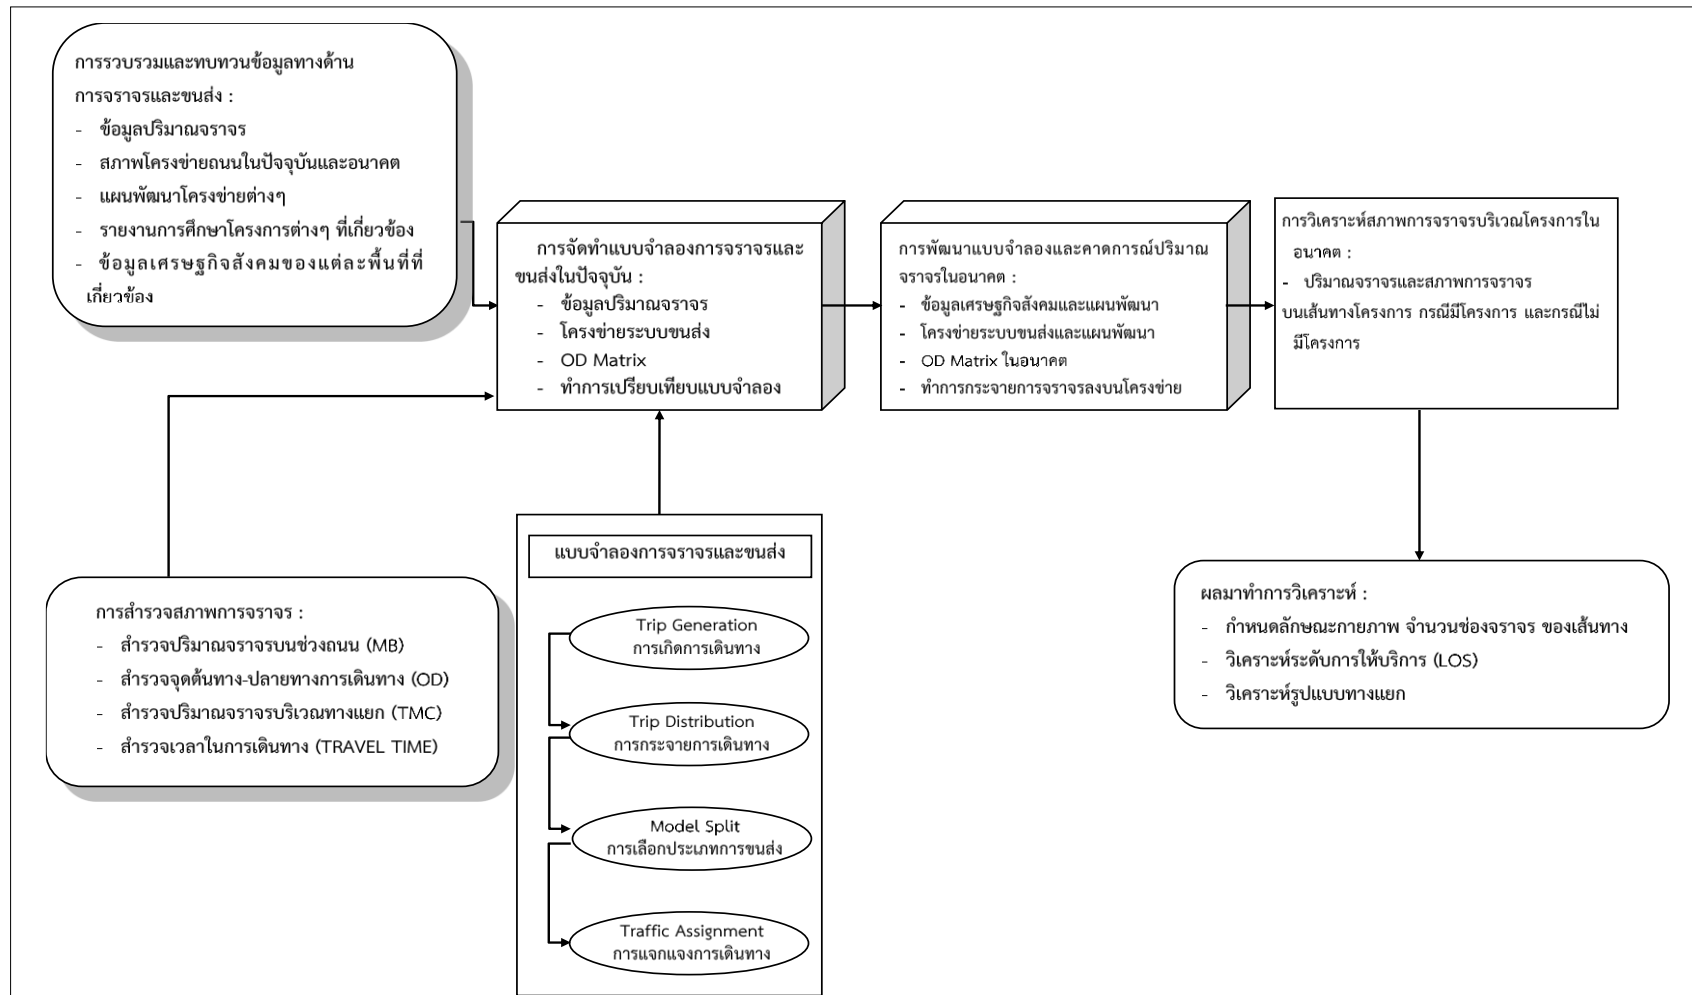 การรวบรวมและทบทวนข้อมูลทางด้าน
การจราจรและขนส่ง :
- ข้อมูลปริมาณจราจร
- สภาพโครงข่ายถนนในปัจจุบันและอนาคต
- แผนพัฒนาโครงข่ายต่างๆ
- รายงานการศึกษาโครงการต่างๆ ที่เกี่ยวข้อง
- ข้อมูลเศรษฐกิจสังคมของแต่ละพื้นที่ที่
เกี่ยวข้อง
การสำรวจสภาพการจราจร :
- สำรวจปริมาณจราจรบนช่วงถนน (MB)
- สำรวจจุดต้นทาง-ปลายทางการเดินทาง (OD)
- สำรวจปริมาณจราจรบริเวณทางแยก (TMC)
- สำรวจเวลาในการเดินทาง (TRAVEL TIME)
การจัดทำแบบจำลองการจราจรและ
ขนส่งในปัจจุบัน :
- ข้อมูลปริมาณจราจร
- โครงข่ายระบบขนส่ง
- OD Matrix
- ทำการเปรียบเทียบแบบจำลอง
แบบจำลองการจราจรและขนส่ง
Trip Generation
การเกิดการเดินทาง
Trip Distribution
การกระจายการเดินทาง
Model Split
การเลือกประเภทการขนส่ง
Traffic Assignment
การแจกแจงการเดินทาง
การพัฒนาแบบจำลองและคาดการณ์ปริมาณ
จราจรในอนาคต :
- ข้อมูลเศรษฐกิจสังคมและแผนพัฒนา
- โครงข่ายระบบขนส่งและแผนพัฒนา
- OD Matrix ในอนาคต
- ทำการกระจายการจราจรลงบนโครงข่าย
การวิเคราะห์สภาพการจราจรบริเวณโครงการใน
อนาคต :
- ปริมาณจราจรและสภาพการจราจร
บนเส้นทางโครงการ กรณีมีโครงการ และกรณีไม่
มีโครงการ
ผลมาทำการวิเคราะห์ :
- กำหนดลักษณะกายภาพ จำนวนช่องจราจร ของเส้นทาง
- วิเคราะห์ระดับการให้บริการ (LOS)
- วิเคราะห์รูปแบบทางแยก